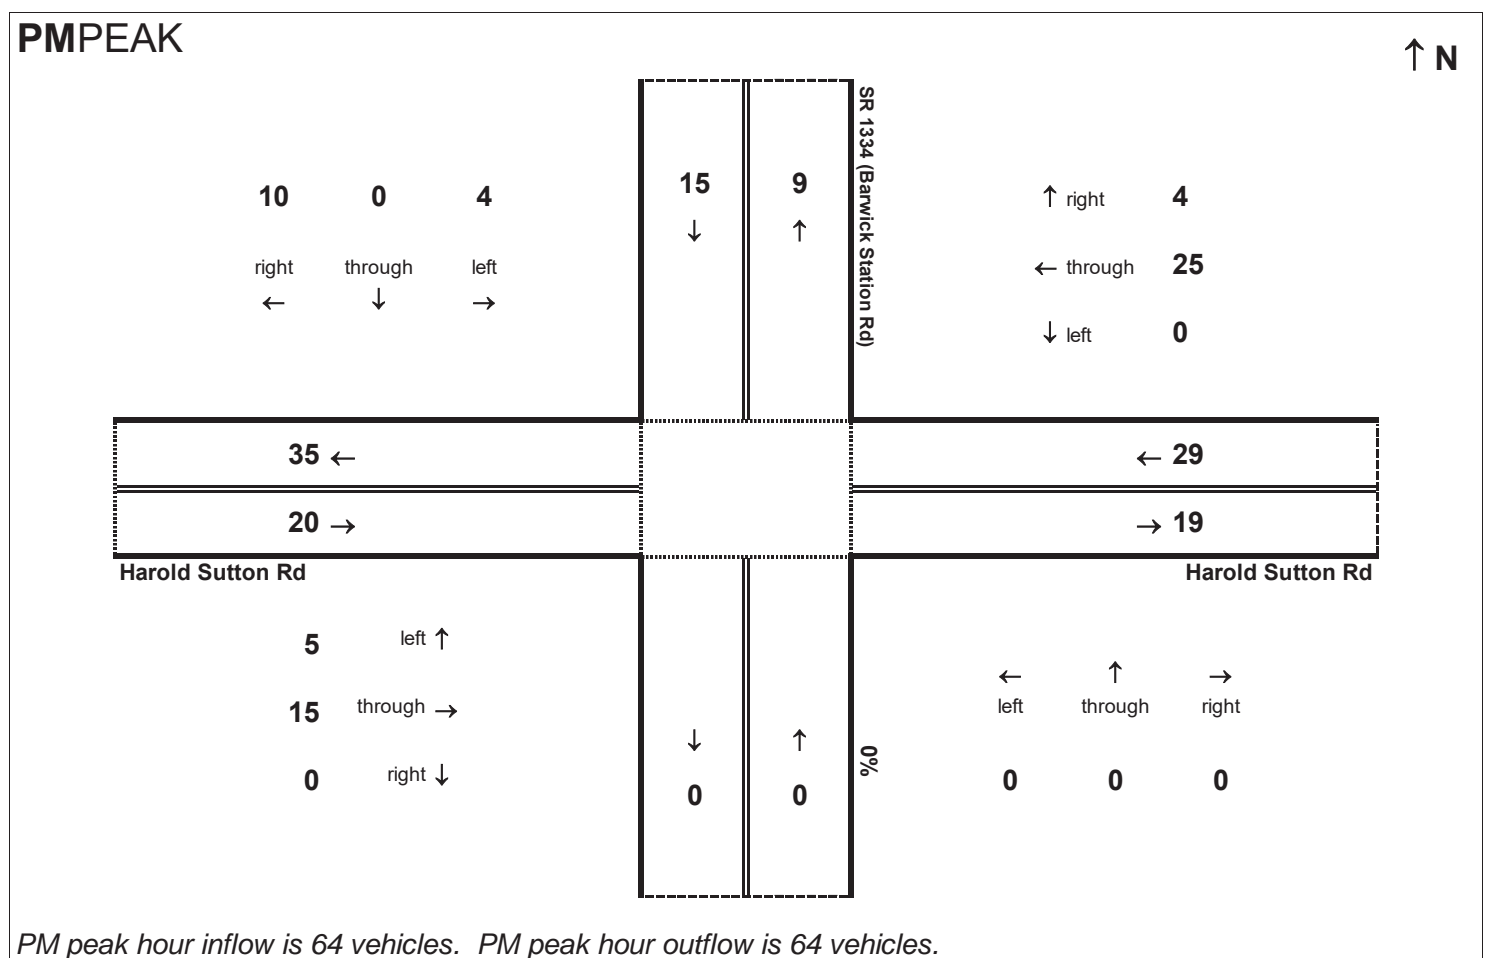 PMPEAK
↑ N
SR 1334 (Barwick Station Rd)
10 0 4
right through left
← ↓ →
15 9
↓ ↑
↑ right 4
← through 25
↓ left 0
35 ←
20 →
← 29
→ 19
Harold Sutton Rd
Harold Sutton Rd
5 left ↑
15 through →
0 right ↓
↓ ↑
0 0
0%
← ↑ →
left through right
0 0 0
PM peak hour inflow is 64 vehicles. PM peak hour outflow is 64 vehicles.